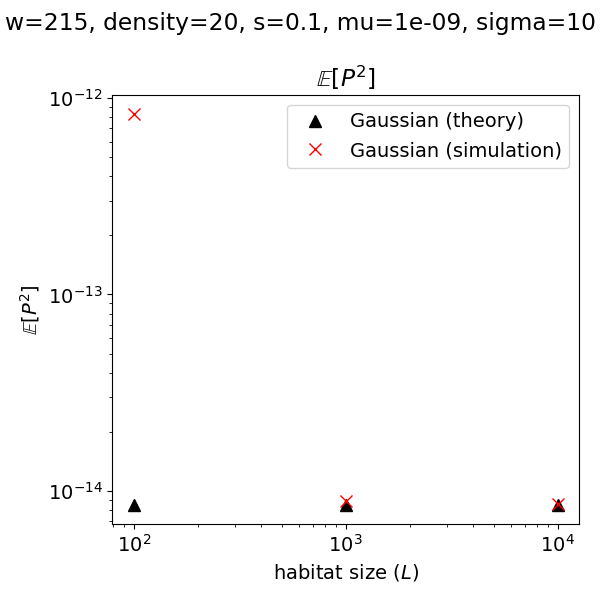 w=215, density=20, s=0.1, mu=1e-09, sigma=10
𝔼[P²]
10⁻¹²
Gaussian (theory)
Gaussian (simulation)
10⁻¹³
𝔼[P²]
10⁻¹⁴
10² 10³ 10⁴
habitat size (L)